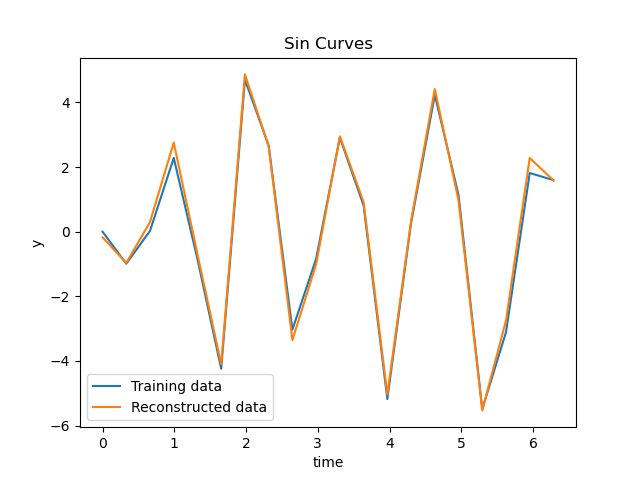 Sin Curves
4
2
0
−2
−4
−6
y
Training data
Reconstructed data
0 1 2 3 4 5 6
time